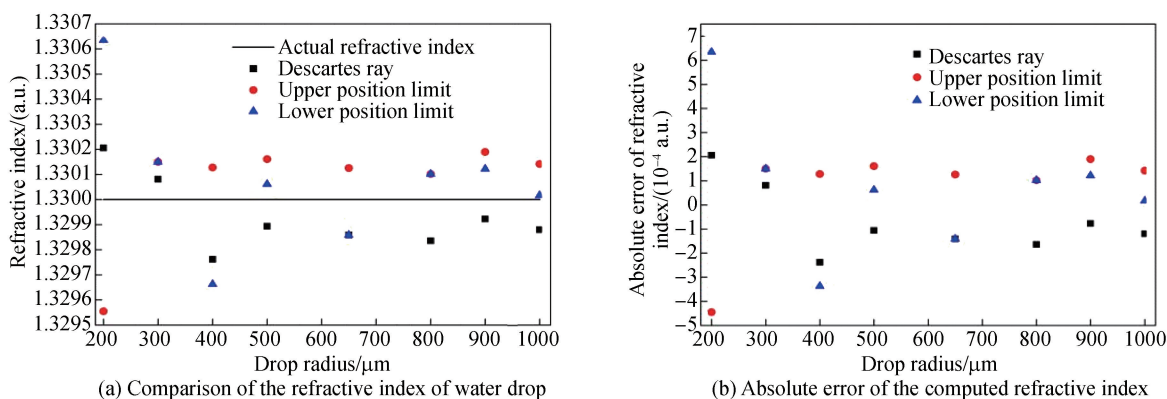 1.3307
1.3306
1.3305
1.3304
1.3303
1.3302
1.3301
1.3300
1.3299
1.3298
1.3297
1.3296
1.3295
Refractive index/(a.u.)
Actual refractive index
Descartes ray
Upper position limit
Lower position limit
200 300 400 500 600 700 800 900 1000
Drop radius/μm
(a) Comparison of the refractive index of water drop
7
6
5
4
3
2
1
0
−1
−2
−3
−4
−5
Absolute error of refractive
index/(10⁻⁴ a.u.)
Descartes ray
Upper position limit
Lower position limit
200 300 400 500 600 700 800 900 1000
Drop radius/μm
(b) Absolute error of the computed refractive index